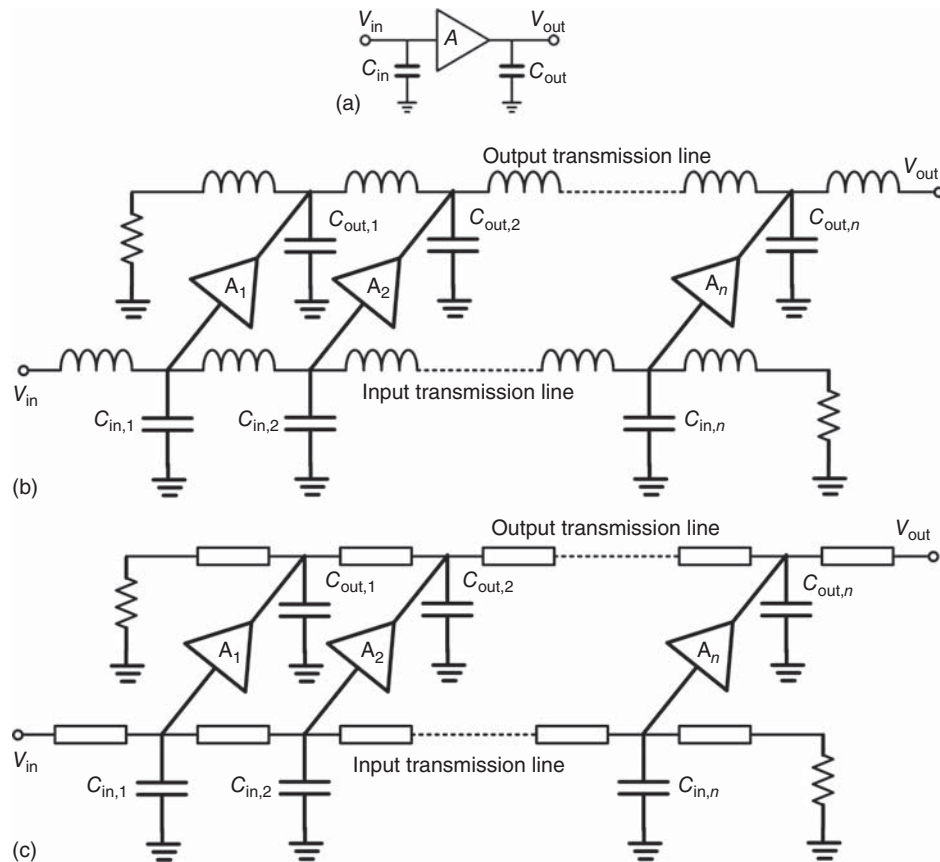 V_in A V_out
C_in C_out
(a)
Output transmission line
V_out
C_out,1 C_out,2 C_out,n
A_1 A_2 A_n
Input transmission line
V_in
C_in,1 C_in,2 C_in,n
(b)
Output transmission line
V_out
C_out,1 C_out,2 C_out,n
A_1 A_2 A_n
V_in
Input transmission line
C_in,1 C_in,2 C_in,n
(c)